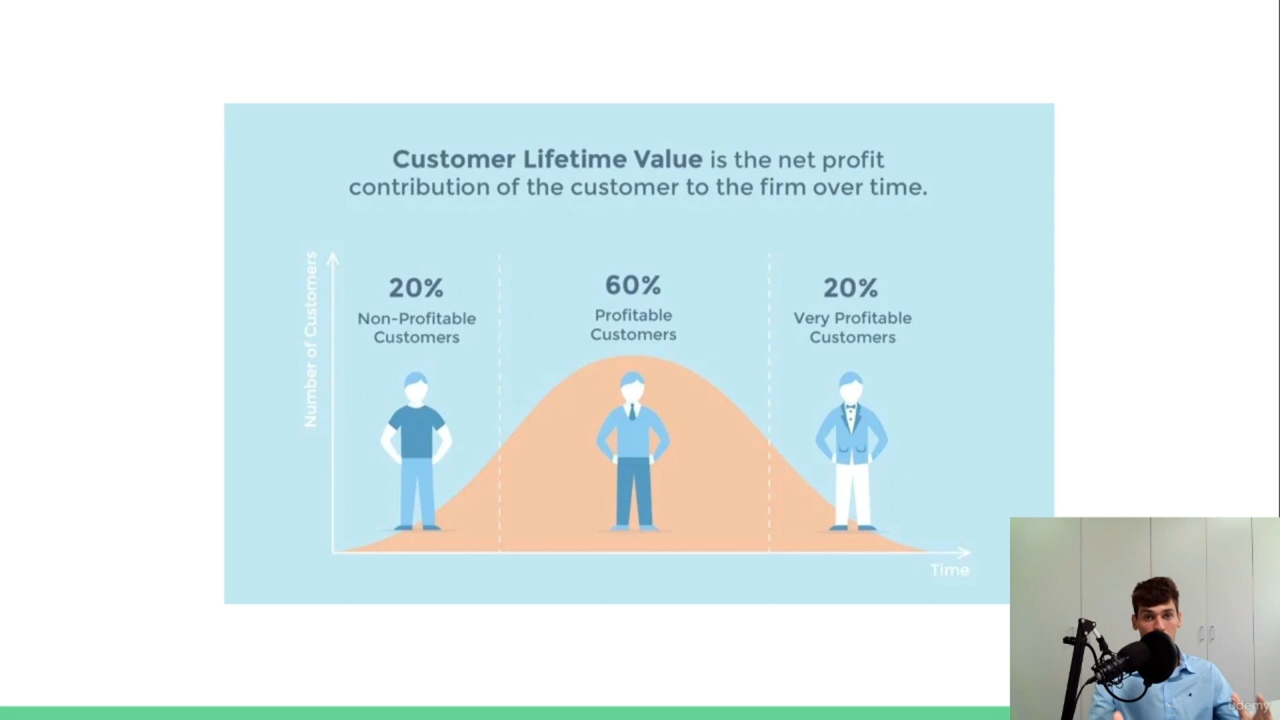 Customer Lifetime Value is the net profit
contribution of the customer to the firm over time.
Number of Customers
20%
Non-Profitable
Customers
60%
Profitable
Customers
20%
Very Profitable
Customers
Time
udemy